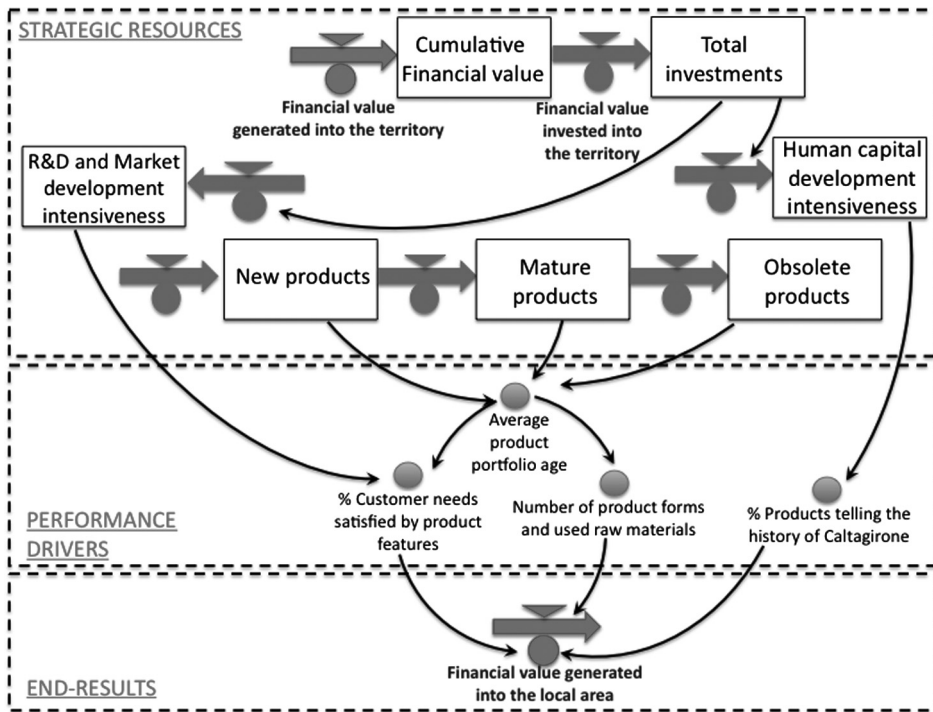 STRATEGIC RESOURCES
Cumulative
Financial value
Total
investments
Financial value
generated into the territory
Financial value
invested into
the territory
R&D and Market
development
intensiveness
Human capital
development
intensiveness
New products
Mature
products
Obsolete
products
Average
product
portfolio age
% Customer needs
satisfied by product
features
Number of product forms
and used raw materials
% Products telling the
history of Caltagirone
PERFORMANCE
DRIVERS
Financial value generated
into the local area
END-RESULTS